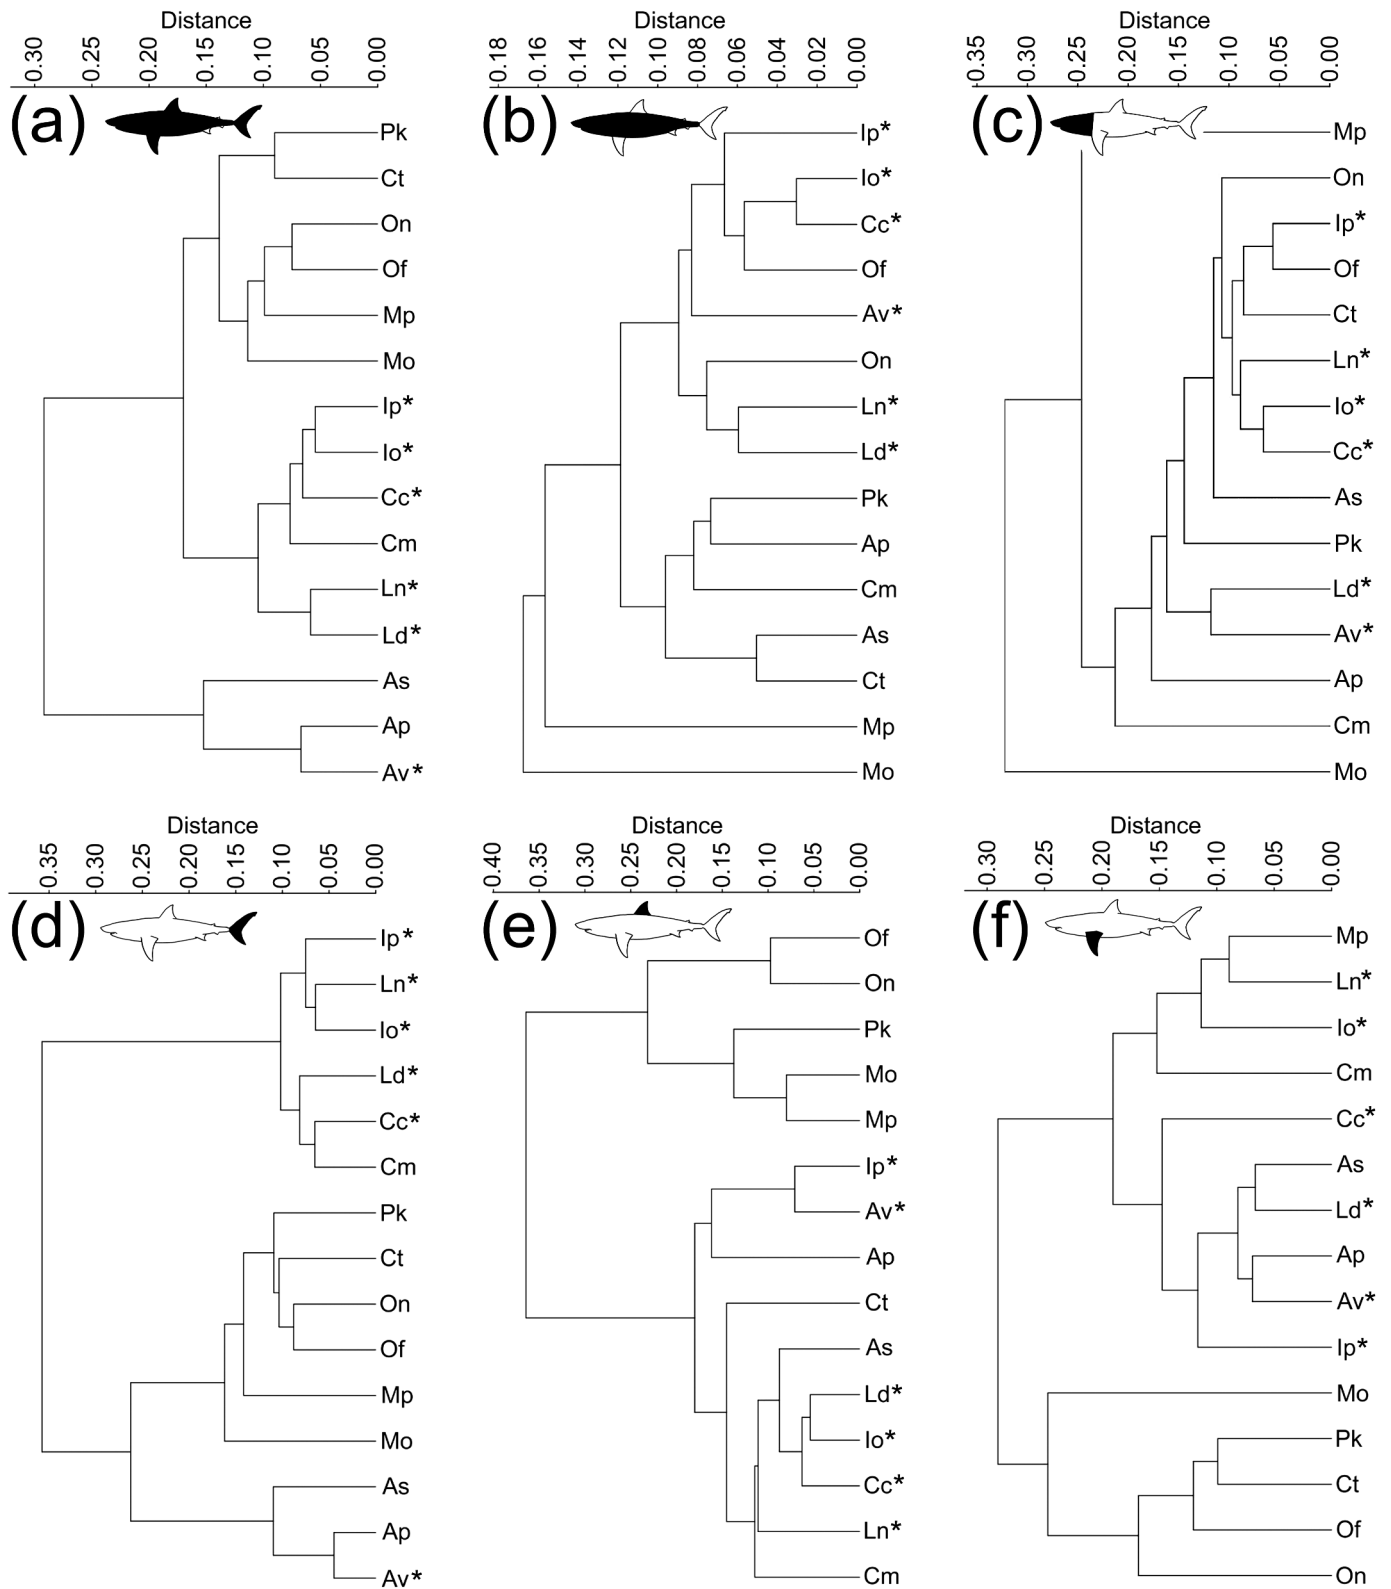 Distance
0.30 0.25 0.20 0.15 0.10 0.05 0.00
(a)
Pk
Ct
On
Of
Mp
Mo
Ip*
Io*
Cc*
Cm
Ln*
Ld*
As
Ap
Av*
Distance
0.18 0.16 0.14 0.12 0.10 0.08 0.06 0.04 0.02 0.00
(b)
Ip*
Io*
Cc*
Of
Av*
On
Ln*
Ld*
Pk
Ap
Cm
As
Ct
Mp
Mo
Distance
0.35 0.30 0.25 0.20 0.15 0.10 0.05 0.00
(c)
Mp
On
Ip*
Of
Ct
Ln*
Io*
Cc*
As
Pk
Ld*
Av*
Ap
Cm
Mo
Distance
0.35 0.30 0.25 0.20 0.15 0.10 0.05 0.00
(d)
Ip*
Ln*
Io*
Ld*
Cc*
Cm
Pk
Ct
On
Of
Mp
Mo
As
Ap
Av*
Distance
0.40 0.35 0.30 0.25 0.20 0.15 0.10 0.05 0.00
(e)
Of
On
Pk
Mo
Mp
Ip*
Av*
Ap
Ct
As
Ld*
Io*
Cc*
Ln*
Cm
Distance
0.30 0.25 0.20 0.15 0.10 0.05 0.00
(f)
Mp
Ln*
Io*
Cm
Cc*
As
Ld*
Ap
Av*
Ip*
Mo
Pk
Ct
Of
On